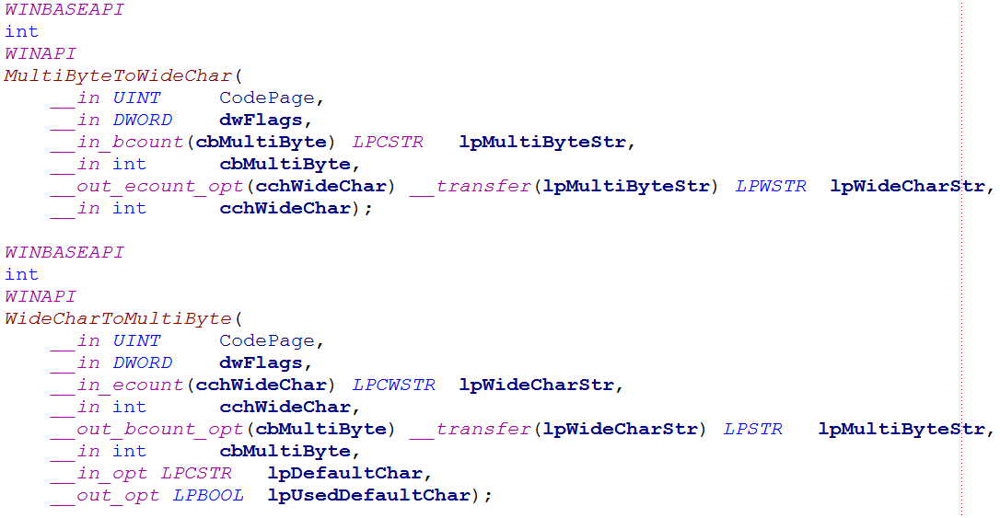 WINBASEAPI
int
WINAPI
MultiByteToWideChar(
    __in UINT     CodePage,
    __in DWORD    dwFlags,
    __in_bcount(cbMultiByte) LPCSTR   lpMultiByteStr,
    __in int      cbMultiByte,
    __out_ecount_opt(cchWideChar) __transfer(lpMultiByteStr) LPWSTR  lpWideCharStr,
    __in int      cchWideChar);

WINBASEAPI
int
WINAPI
WideCharToMultiByte(
    __in UINT     CodePage,
    __in DWORD    dwFlags,
    __in_ecount(cchWideChar) LPCWSTR  lpWideCharStr,
    __in int      cchWideChar,
    __out_bcount_opt(cbMultiByte) __transfer(lpWideCharStr) LPSTR   lpMultiByteStr,
    __in int      cbMultiByte,
    __in_opt LPCSTR   lpDefaultChar,
    __out_opt LPBOOL  lpUsedDefaultChar);